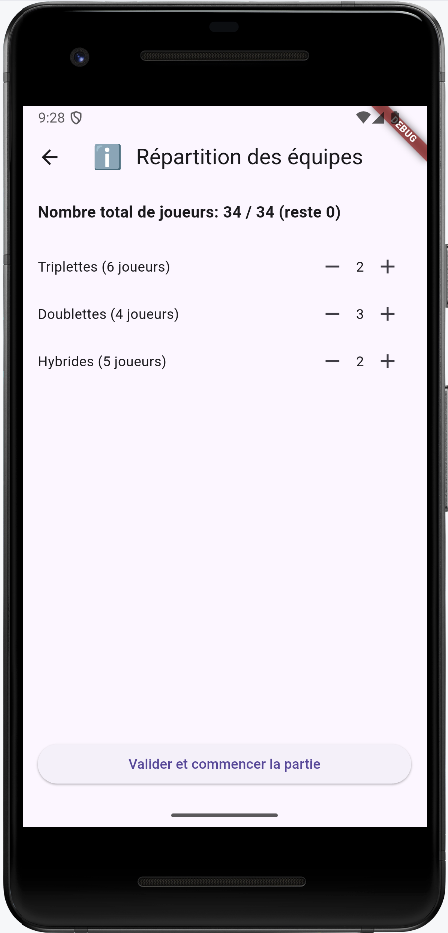 9:28
DEBUG
Répartition des équipes
Nombre total de joueurs: 34 / 34 (reste 0)
Triplettes (6 joueurs) — 2 +
Doublettes (4 joueurs) — 3 +
Hybrides (5 joueurs) — 2 +
Valider et commencer la partie